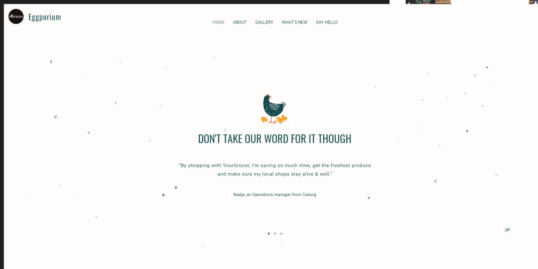 Eggporium
HOME ABOUT GALLERY WHAT'S NEW SAY HELLO
DON'T TAKE OUR WORD FOR IT THOUGH
"By shopping with YourGrocer, I'm saving so much time, get the freshest produce
and make sure my local shops stay alive & well."
Nadja, an Operations manager from Coburg